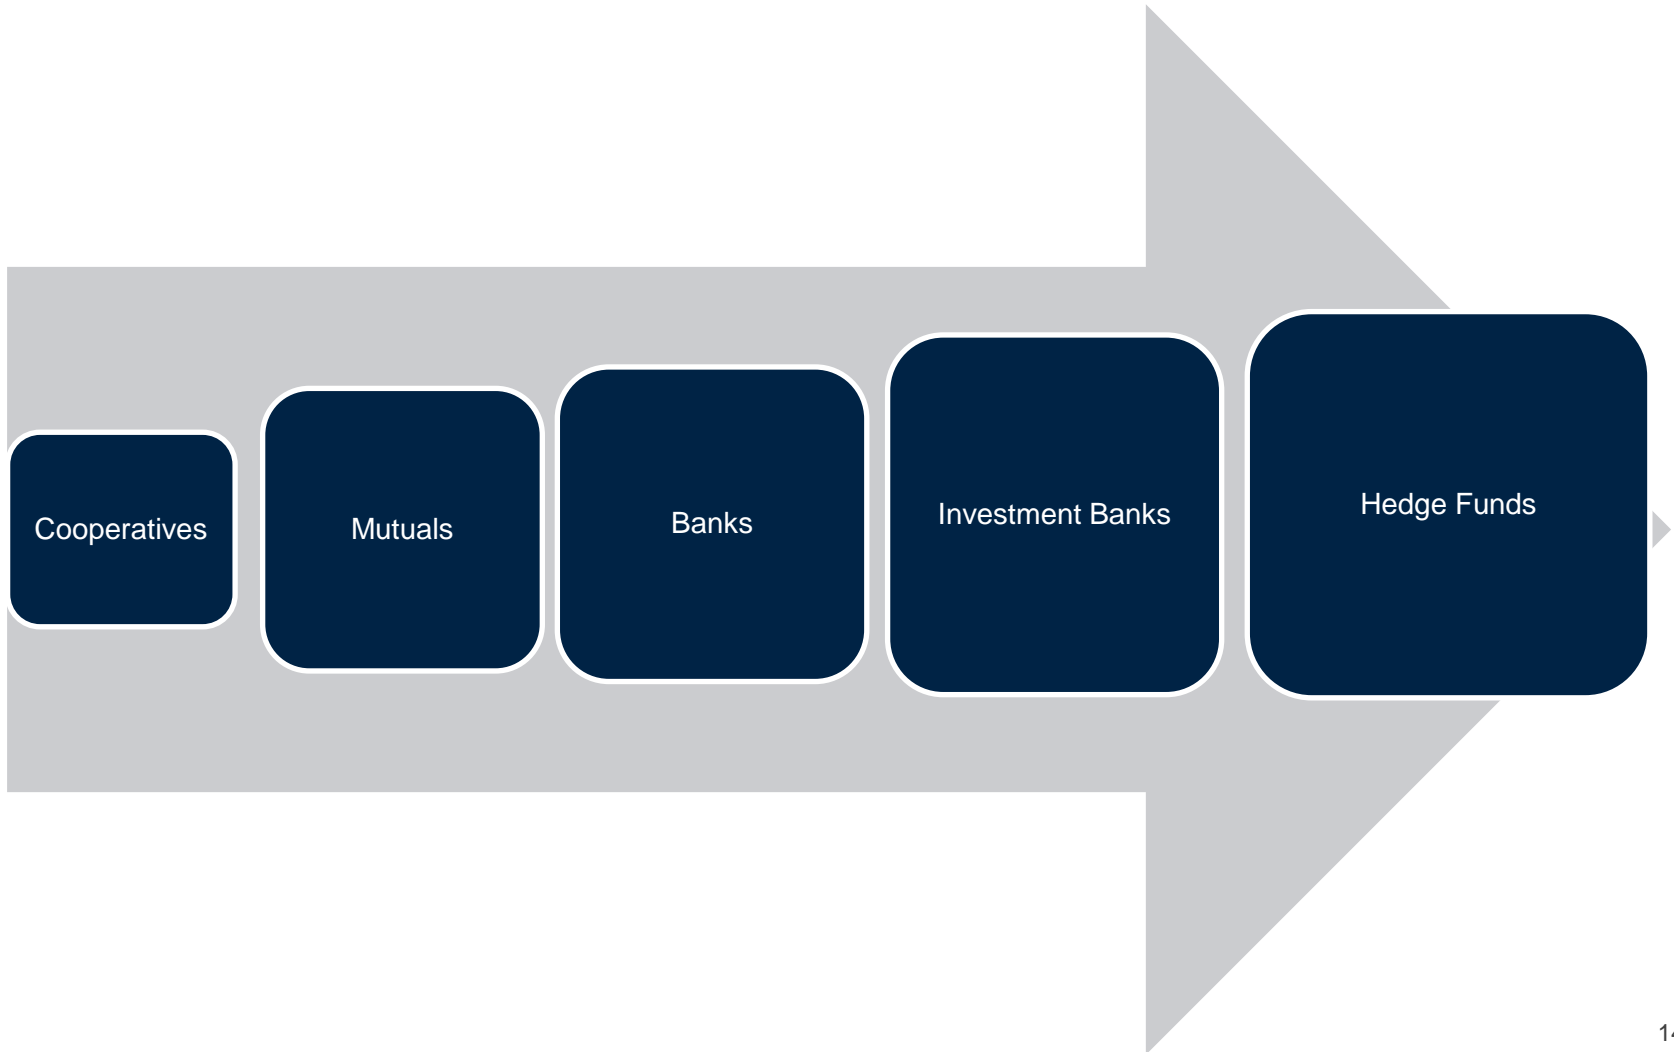 Cooperatives
Mutuals
Banks
Investment Banks
Hedge Funds